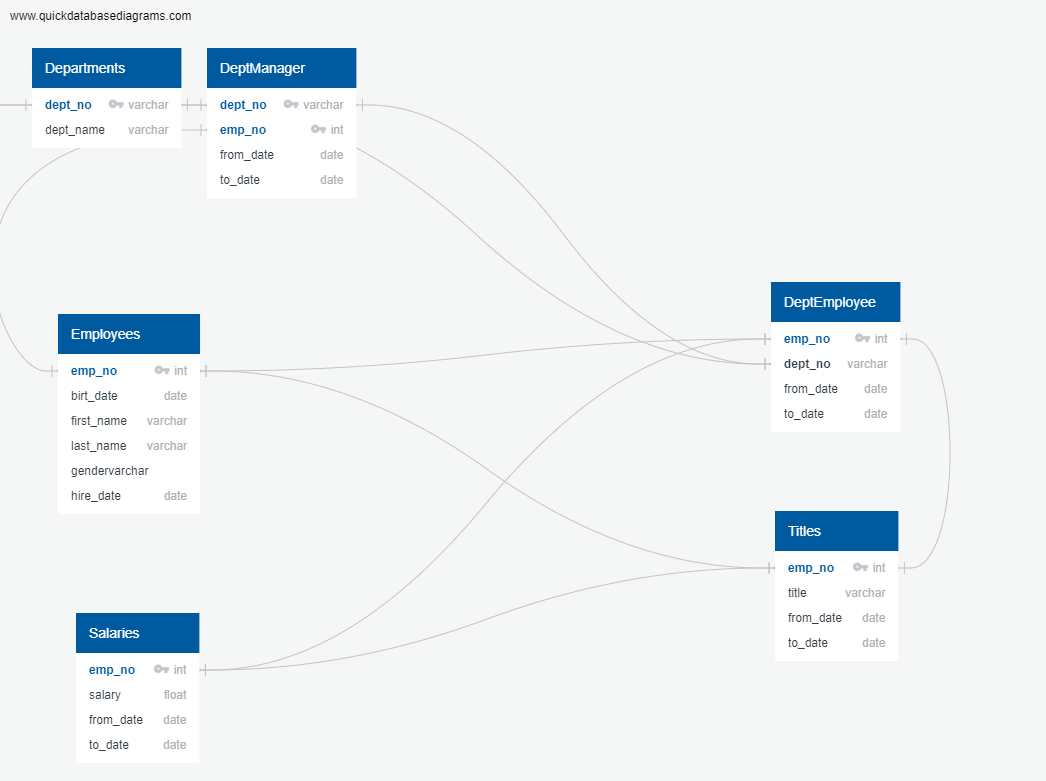 www.quickdatabasediagrams.com
Departments
dept_no varchar
dept_name varchar
DeptManager
dept_no varchar
emp_no int
from_date date
to_date date
DeptEmployee
emp_no int
dept_no varchar
from_date date
to_date date
Employees
emp_no int
birt_date date
first_name varchar
last_name varchar
gendervarchar
hire_date date
Titles
emp_no int
title varchar
from_date date
to_date date
Salaries
emp_no int
salary float
from_date date
to_date date